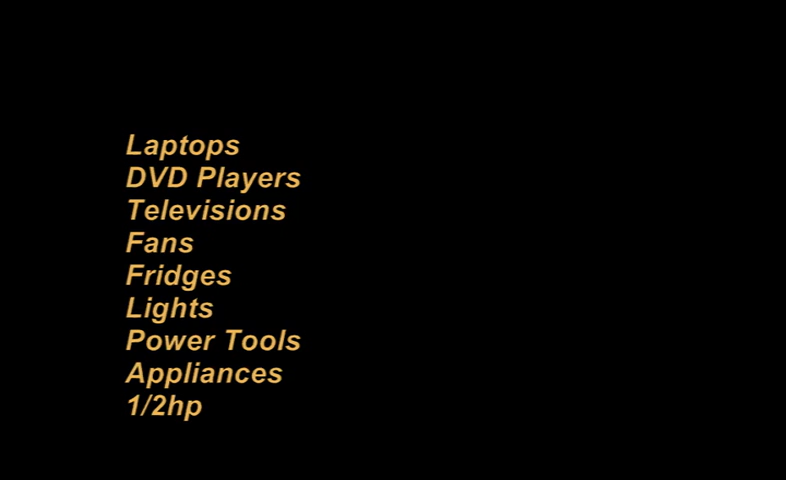 Laptops
DVD Players
Televisions
Fans
Fridges
Lights
Power Tools
Appliances
1/2hp